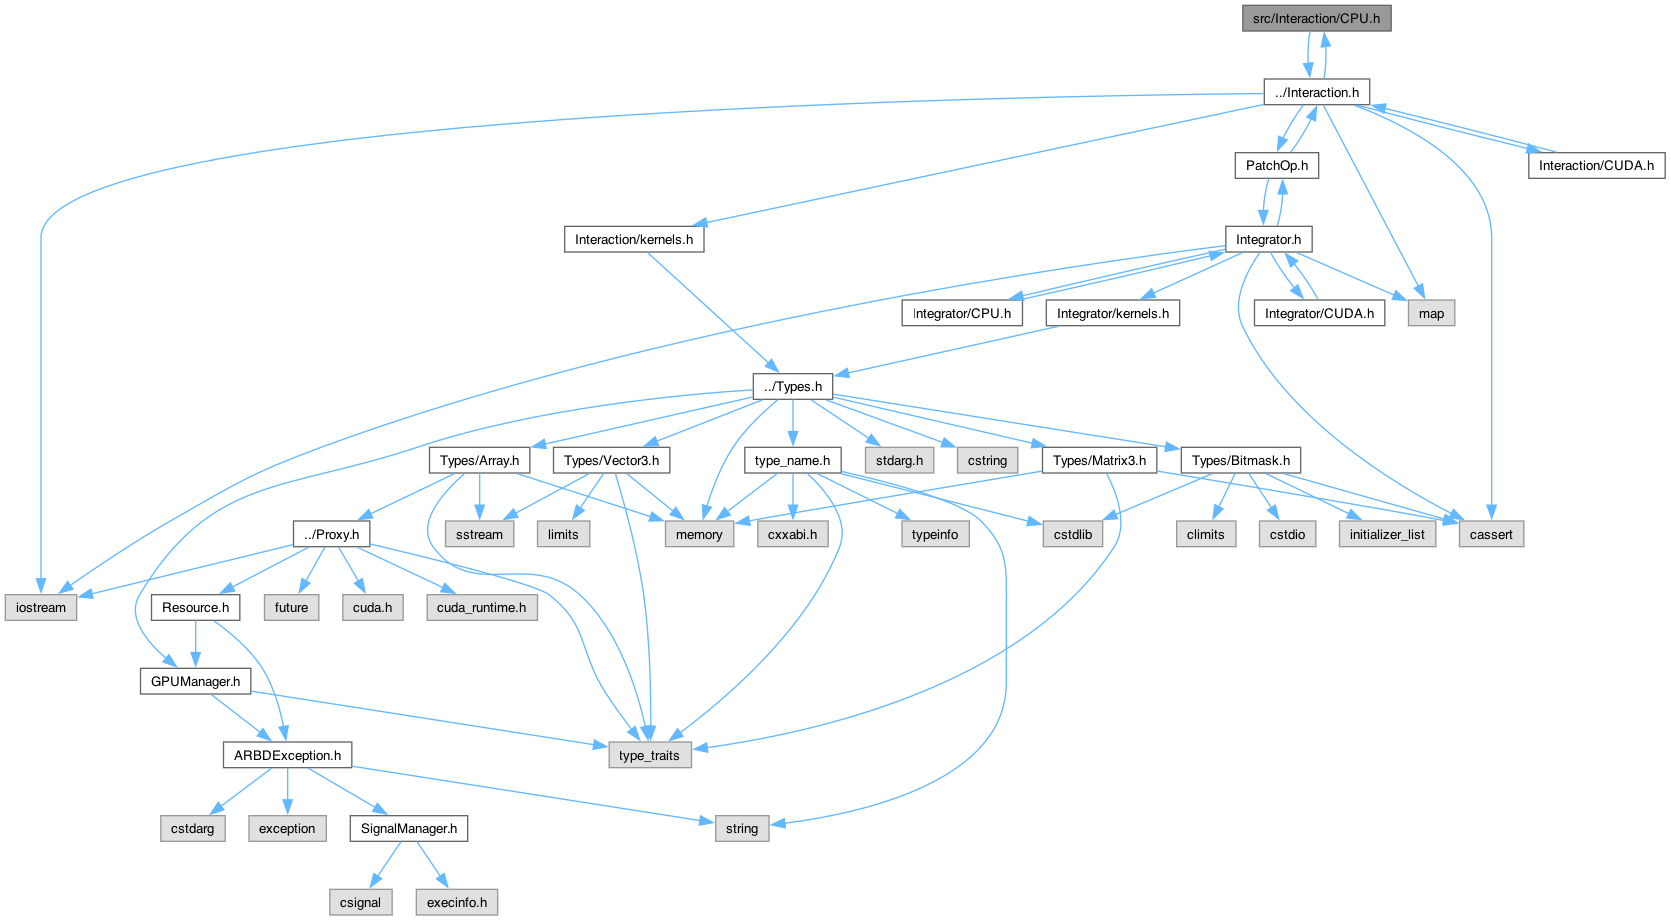 src/Interaction/CPU.h
../Interaction.h
PatchOp.h
Interaction/CUDA.h
Interaction/kernels.h
Integrator.h
Integrator/CPU.h
Integrator/kernels.h
Integrator/CUDA.h
map
../Types.h
Types/Array.h
Types/Vector3.h
type_name.h
stdarg.h
cstring
Types/Matrix3.h
Types/Bitmask.h
../Proxy.h
sstream
limits
memory
cxxabi.h
typeinfo
cstdlib
climits
cstdio
initializer_list
cassert
iostream
Resource.h
future
cuda.h
cuda_runtime.h
GPUManager.h
ARBDException.h
type_traits
cstdarg
exception
SignalManager.h
string
csignal
execinfo.h